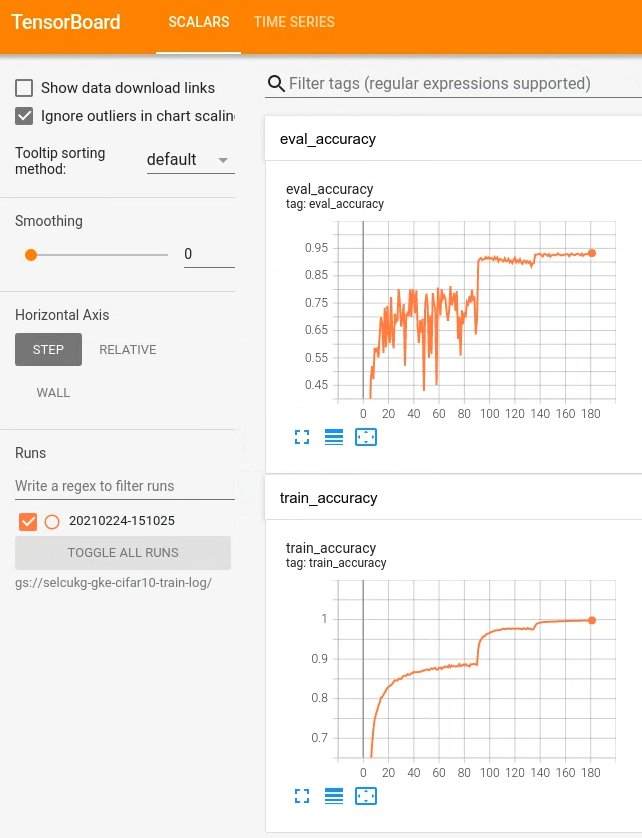 TensorBoard
SCALARS
TIME SERIES
Show data download links
Ignore outliers in chart scalin
Tooltip sorting
method:
default
Smoothing
0
Horizontal Axis
STEP
RELATIVE
WALL
Runs
Write a regex to filter runs
20210224-151025
TOGGLE ALL RUNS
gs://selcukg-gke-cifar10-train-log/
Filter tags (regular expressions supported)
eval_accuracy
eval_accuracy
tag: eval_accuracy
0.95
0.85
0.75
0.65
0.55
0.45
0 20 40 60 80 100 120 140 160 180
train_accuracy
train_accuracy
tag: train_accuracy
1
0.9
0.8
0.7
0 20 40 60 80 100 120 140 160 180